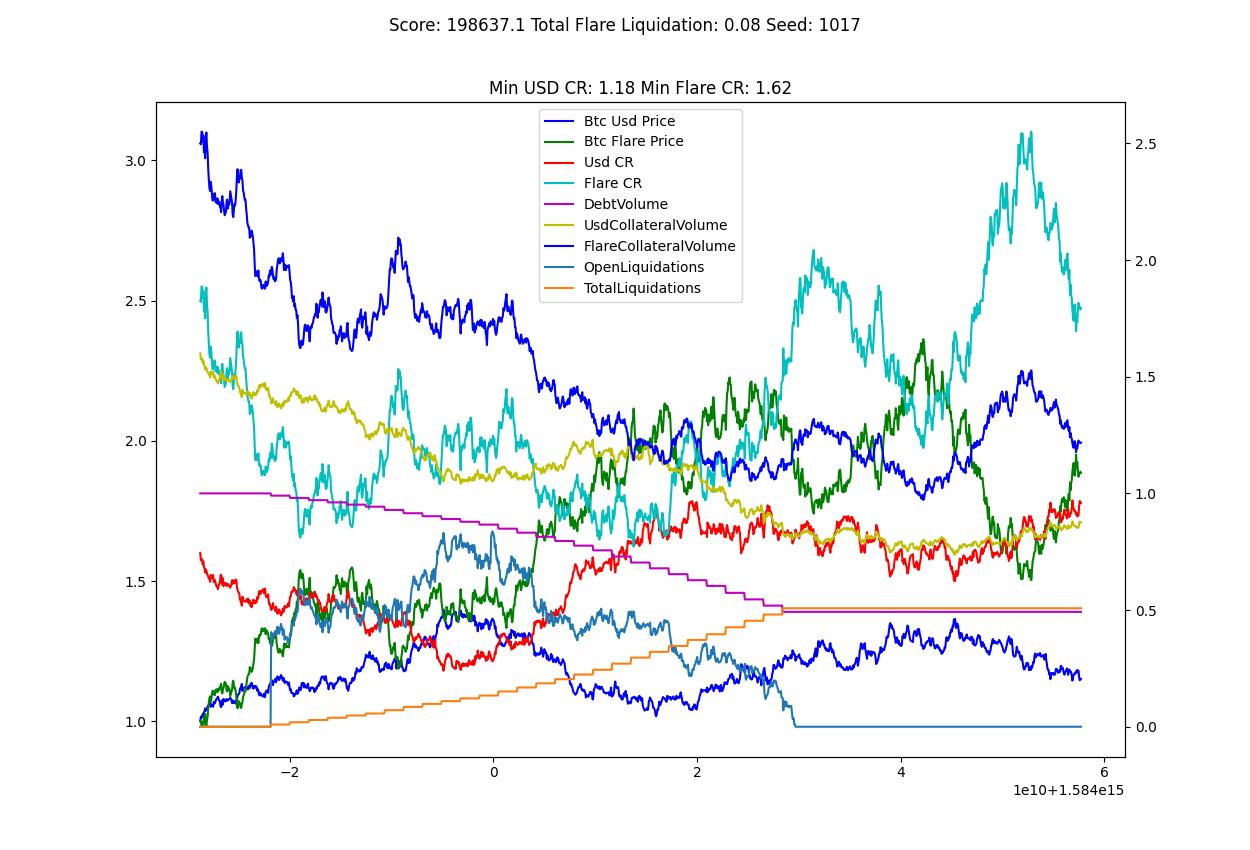 Score: 198637.1 Total Flare Liquidation: 0.08 Seed: 1017
Min USD CR: 1.18 Min Flare CR: 1.62
Btc Usd Price
Btc Flare Price
Usd CR
Flare CR
DebtVolume
UsdCollateralVolume
FlareCollateralVolume
OpenLiquidations
TotalLiquidations
3.0
2.5
2.0
1.5
1.0
2.5
2.0
1.5
1.0
0.5
0.0
−2 0 2 4 6
1e10+1.584e15